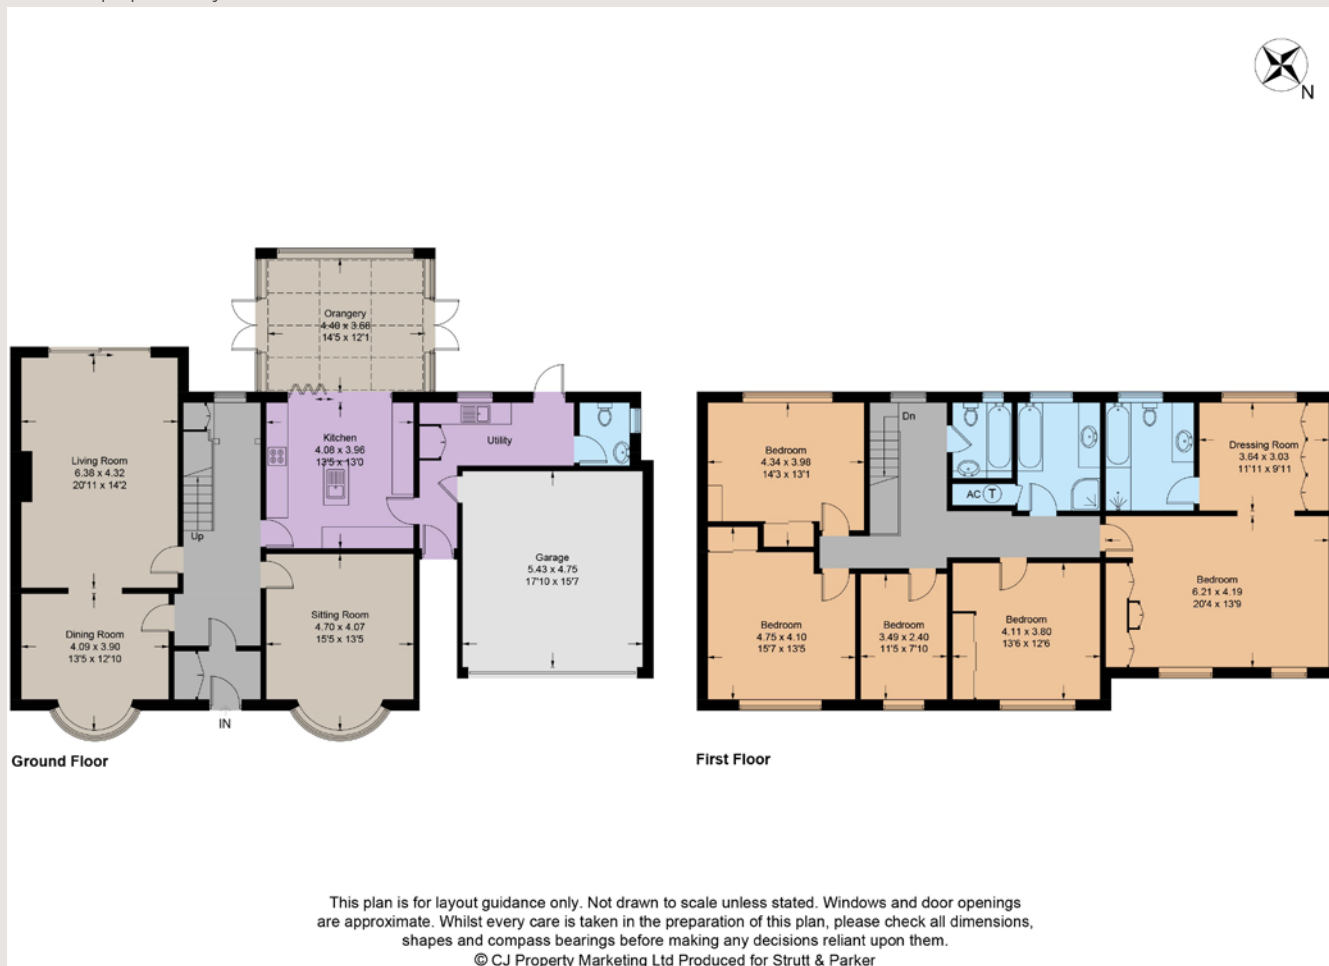 N
Orangery
4.40 x 3.68
14'5 x 12'1
Living Room
6.38 x 4.32
20'11 x 14'2
Kitchen
4.08 x 3.96
13'5 x 13'0
Utility
Up
Garage
5.43 x 4.75
17'10 x 15'7
Dining Room
4.09 x 3.90
13'5 x 12'10
Sitting Room
4.70 x 4.07
15'5 x 13'5
IN
Ground Floor
Dn
Bedroom
4.34 x 3.98
14'3 x 13'1
AC T
Dressing Room
3.64 x 3.03
11'11 x 9'11
Bedroom
6.21 x 4.19
20'4 x 13'9
Bedroom
4.75 x 4.10
15'7 x 13'5
Bedroom
3.49 x 2.40
11'5 x 7'10
Bedroom
4.11 x 3.80
13'6 x 12'6
First Floor
This plan is for layout guidance only. Not drawn to scale unless stated. Windows and door openings
are approximate. Whilst every care is taken in the preparation of this plan, please check all dimensions,
shapes and compass bearings before making any decisions reliant upon them.
© CJ Property Marketing Ltd Produced for Strutt & Parker